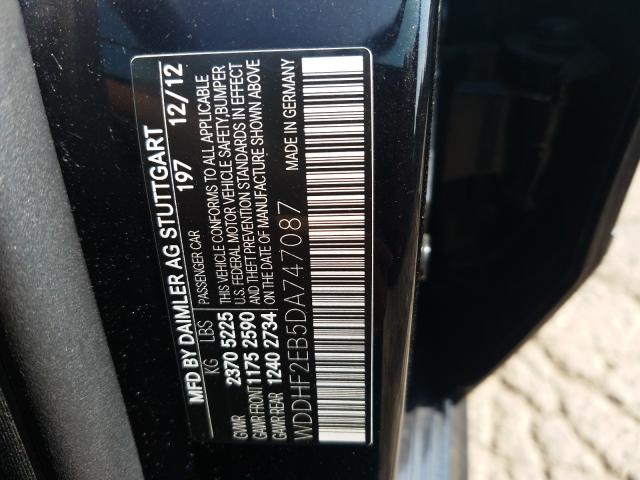 MFD BY DAIMLER AG STUTTGART
197 12/12
PASSENGER CAR
KG LBS
GVWR 2370 5225
GAWR FRONT 1175 2590
GAWR REAR 1240 2734
THIS VEHICLE CONFORMS TO ALL APPLICABLE
U.S. FEDERAL MOTOR VEHICLE SAFETY,BUMPER
AND THEFT PREVENTION STANDARDS IN EFFECT
ON THE DATE OF MANUFACTURE SHOWN ABOVE
MADE IN GERMANY
WDDHF2EB5DA747087